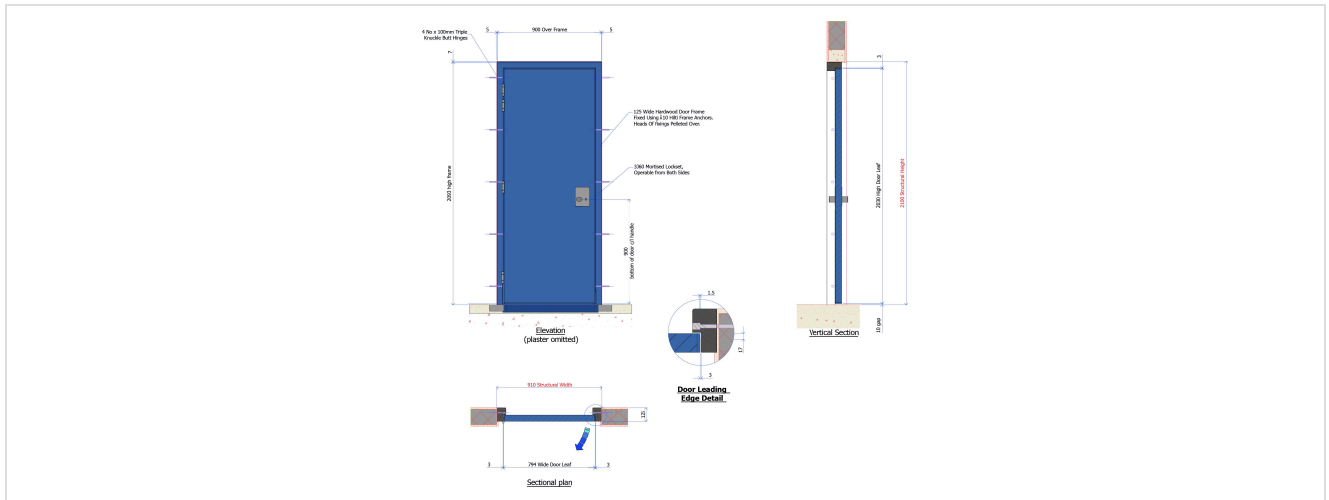 5
900 Over Frame
5
4 No x 100mm Triple
Knuckle Butt Hinges
7
2093 high frame
125 Wide Hardwood Door Frame
Fixed Using
Hilti Frame Anchors.
Heads Of fixings Pelleted Over.
3360 Mortised Lockset,
Operable from Both Sides
900
bottom of door c/l handle
Elevation
(plaster omitted)
3
2030 High Door Leaf
2100 Structural Height
10 gap
Vertical Section
1.5
17
3
Door Leading
Edge Detail
910 Structural Width
125
3
794 Wide Door Leaf
3
Sectional plan